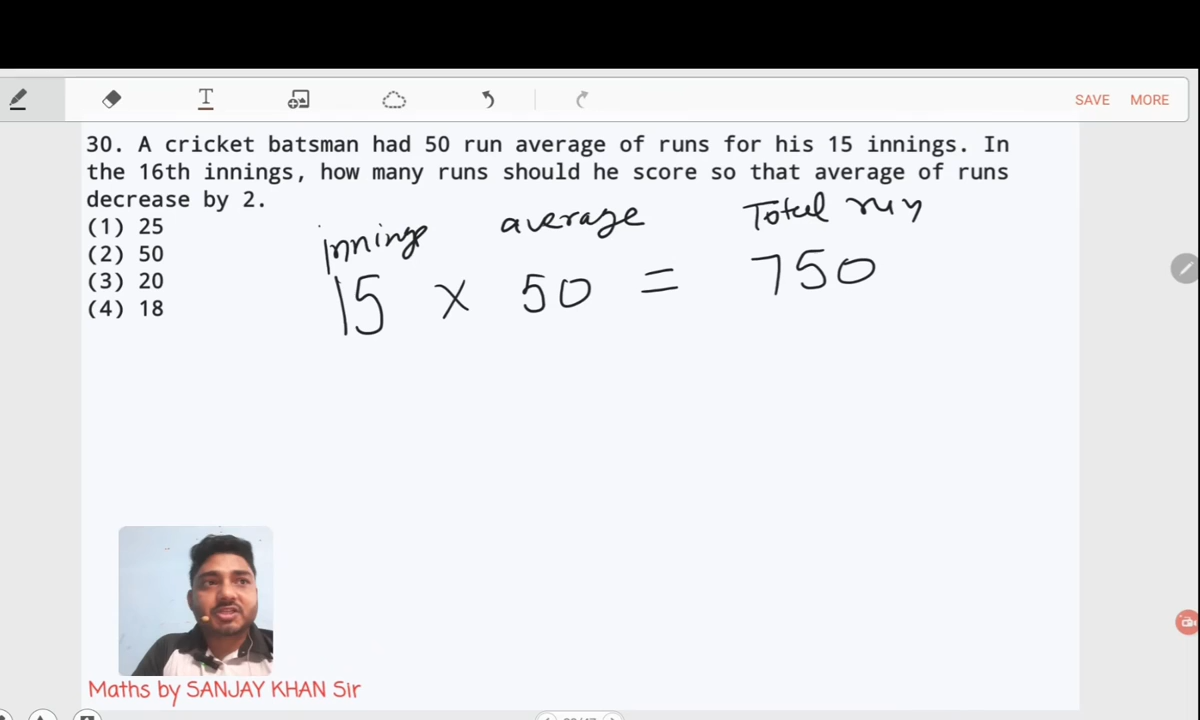 SAVE MORE
30. A cricket batsman had 50 run average of runs for his 15 innings. In
the 16th innings, how many runs should he score so that average of runs
decrease by 2.
(1) 25
(2) 50
(3) 20
(4) 18
innings average Total run
15 × 50 = 750
Maths by SANJAY KHAN Sir